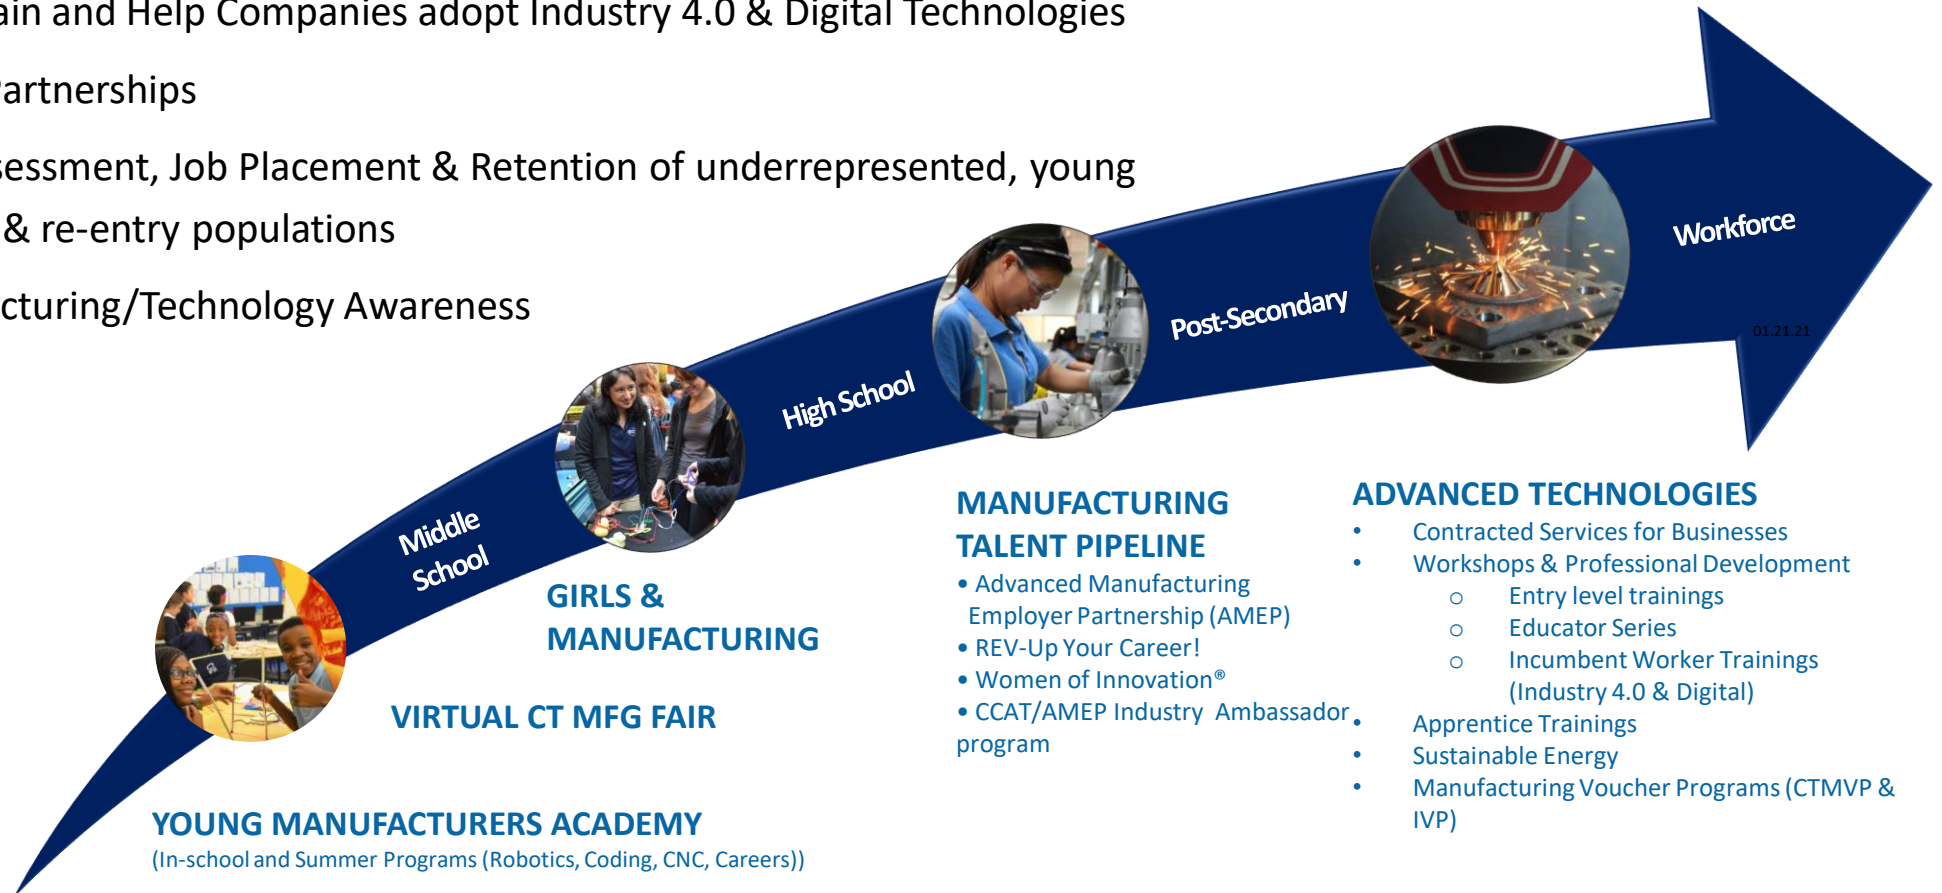 ain and Help Companies adopt Industry 4.0 & Digital Technologies
Partnerships
sessment, Job Placement & Retention of underrepresented, young
& re-entry populations
cturing/Technology Awareness
Workforce
01.21.21
Post-Secondary
High School
Middle
School
MANUFACTURING
TALENT PIPELINE
• Advanced Manufacturing
Employer Partnership (AMEP)
• REV-Up Your Career!
• Women of Innovation®
• CCAT/AMEP Industry Ambassador
program
ADVANCED TECHNOLOGIES
• Contracted Services for Businesses
• Workshops & Professional Development
o Entry level trainings
o Educator Series
o Incumbent Worker Trainings
(Industry 4.0 & Digital)
• Apprentice Trainings
• Sustainable Energy
• Manufacturing Voucher Programs (CTMVP &
IVP)
GIRLS &
MANUFACTURING
VIRTUAL CT MFG FAIR
YOUNG MANUFACTURERS ACADEMY
(In-school and Summer Programs (Robotics, Coding, CNC, Careers))